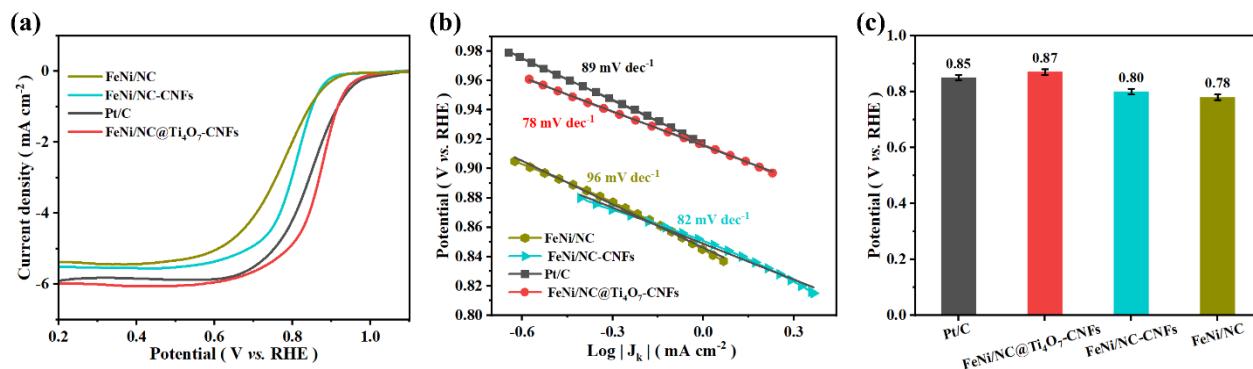 (a)
Current density ( mA cm⁻²)
0
-2
-4
-6
FeNi/NC
FeNi/NC-CNFs
Pt/C
FeNi/NC@Ti₄O₇-CNFs
0.2
0.4
0.6
0.8
1.0
Potential ( V vs. RHE )
(b)
Potential ( V vs. RHE)
0.98
0.96
0.94
0.92
0.90
0.88
0.86
0.84
0.82
0.80
89 mV dec⁻¹
78 mV dec⁻¹
96 mV dec⁻¹
82 mV dec⁻¹
FeNi/NC
FeNi/NC-CNFs
Pt/C
FeNi/NC@Ti₄O₇-CNFs
-0.6
-0.3
0.0
0.3
Log | Jₖ | ( mA cm⁻²)
(c)
Potential ( V vs. RHE)
1.0
0.8
0.6
0.4
0.2
0.0
0.85
0.87
0.80
0.78
Pt/C
FeNi/NC@Ti₄O₇-CNFs
FeNi/NC-CNFs
FeNi/NC